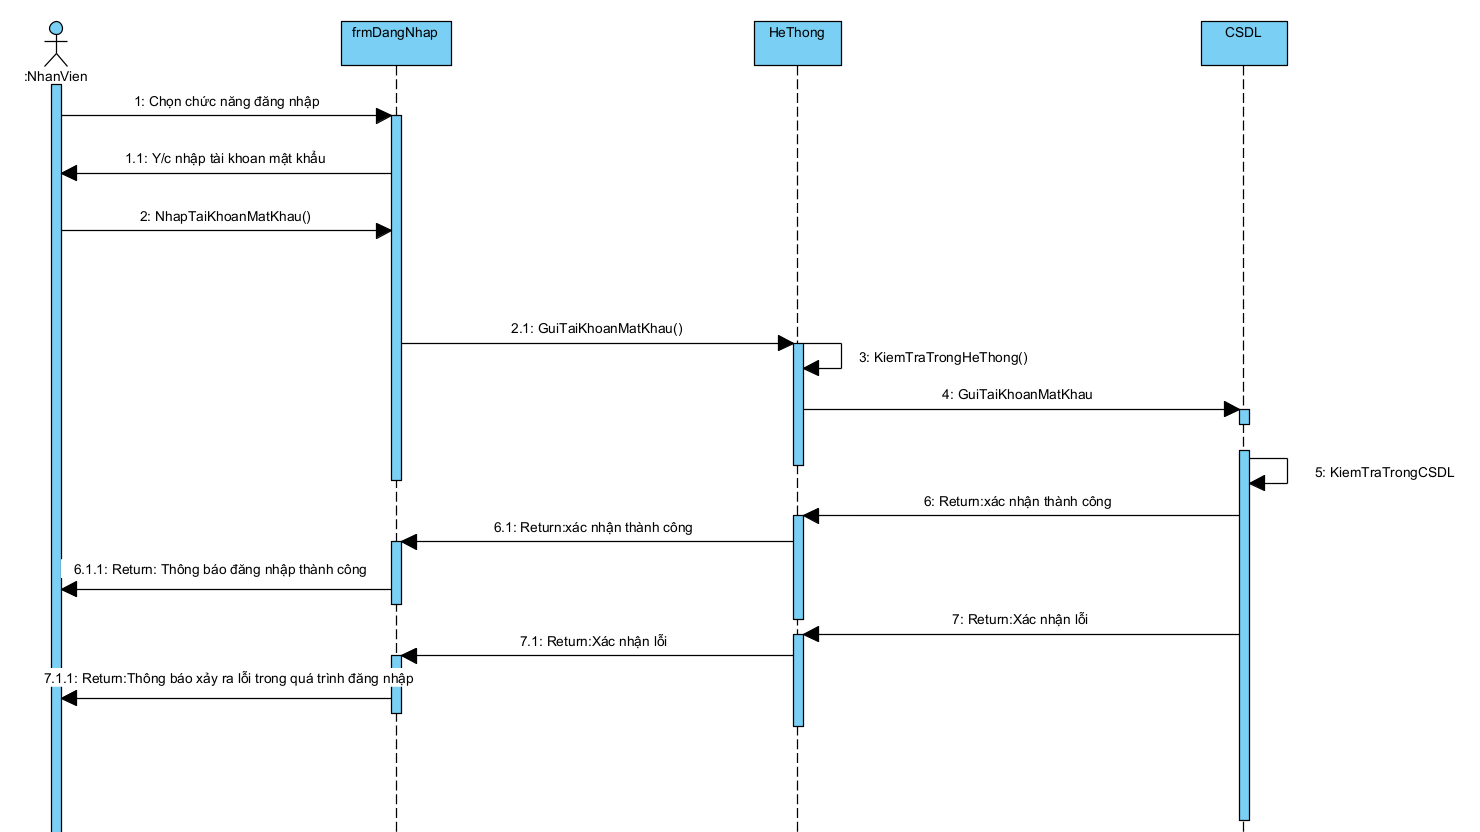 frmDangNhap
HeThong
CSDL
:NhanVien
1: Chọn chức năng đăng nhập
1.1: Y/c nhập tài khoan mật khẩu
2: NhapTaiKhoanMatKhau()
2.1: GuiTaiKhoanMatKhau()
3: KiemTraTrongHeThong()
4: GuiTaiKhoanMatKhau
5: KiemTraTrongCSDL
6: Return:xác nhận thành công
6.1: Return:xác nhận thành công
6.1.1: Return: Thông báo đăng nhập thành công
7: Return:Xác nhận lỗi
7.1: Return:Xác nhận lỗi
7.1.1: Return:Thông báo xảy ra lỗi trong quá trình đăng nhập